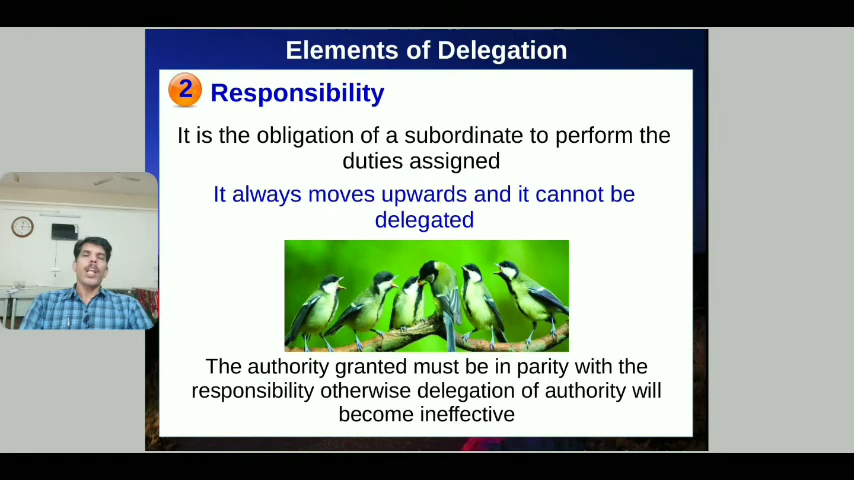 Elements of Delegation
2 Responsibility
It is the obligation of a subordinate to perform the
duties assigned
It always moves upwards and it cannot be
delegated
The authority granted must be in parity with the
responsibility otherwise delegation of authority will
become ineffective